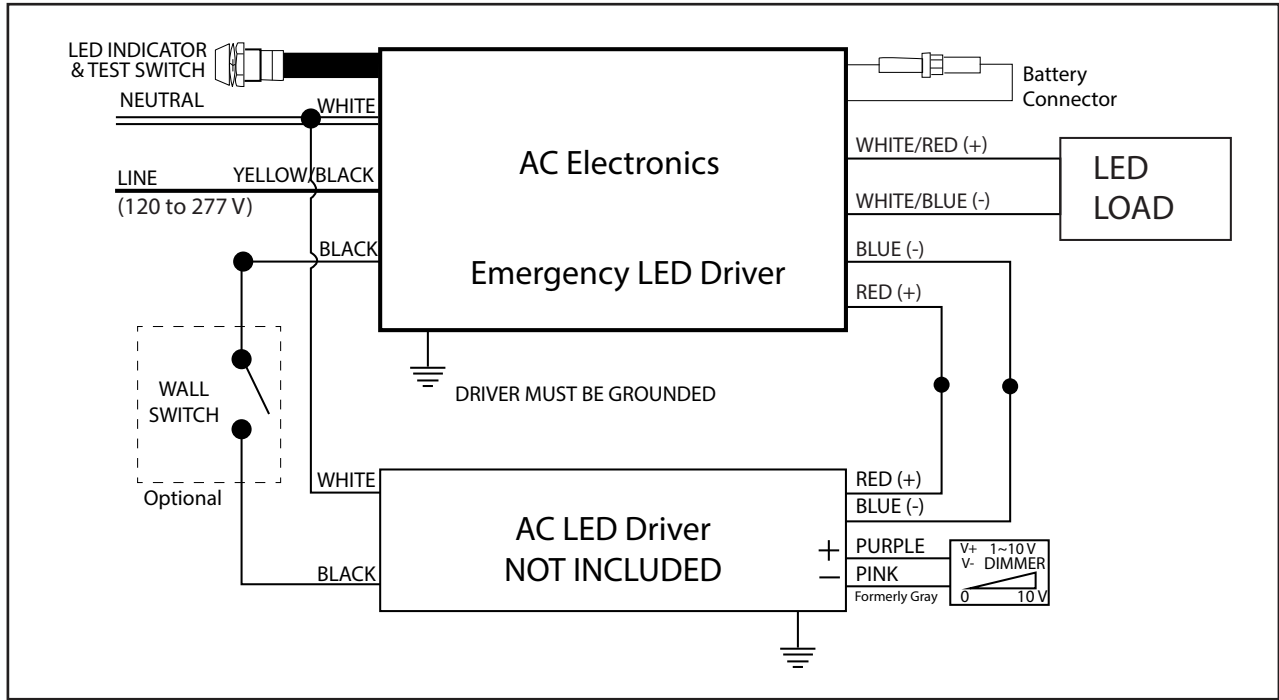 LED INDICATOR
& TEST SWITCH
NEUTRAL
WHITE
LINE
YELLOW/BLACK
(120 to 277 V)
BLACK
AC Electronics
Emergency LED Driver
Battery
Connector
WHITE/RED (+)
WHITE/BLUE (-)
LED
LOAD
BLUE (-)
RED (+)
WALL
SWITCH
Optional
DRIVER MUST BE GROUNDED
WHITE
BLACK
AC LED Driver
NOT INCLUDED
RED (+)
BLUE (-)
+ PURPLE
− PINK
Formerly Gray
V+ 1~10 V
V- DIMMER
0 10 V